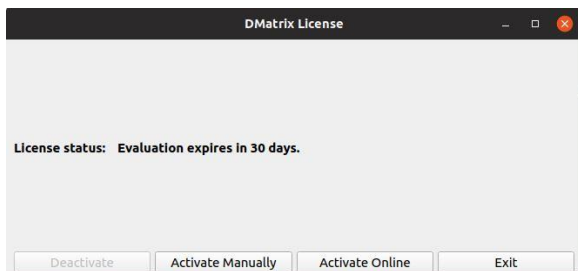 DMatrix License
License status: Evaluation expires in 30 days.
Deactivate Activate Manually Activate Online Exit